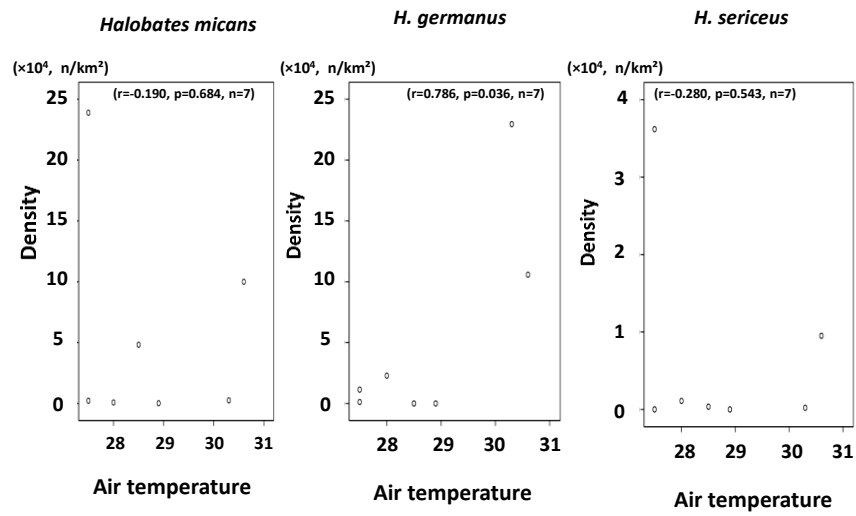 Halobates micans
(×10⁴, n/km²)
(r=-0.190, p=0.684, n=7)
25
20
15
10
5
0
Density
28 29 30 31
Air temperature
H. germanus
(×10⁴, n/km²)
(r=0.786, p=0.036, n=7)
25
20
15
10
5
0
Density
28 29 30 31
Air temperature
H. sericeus
(×10⁴, n/km²)
(r=-0.280, p=0.543, n=7)
4
3
2
1
0
Density
28 29 30 31
Air temperature